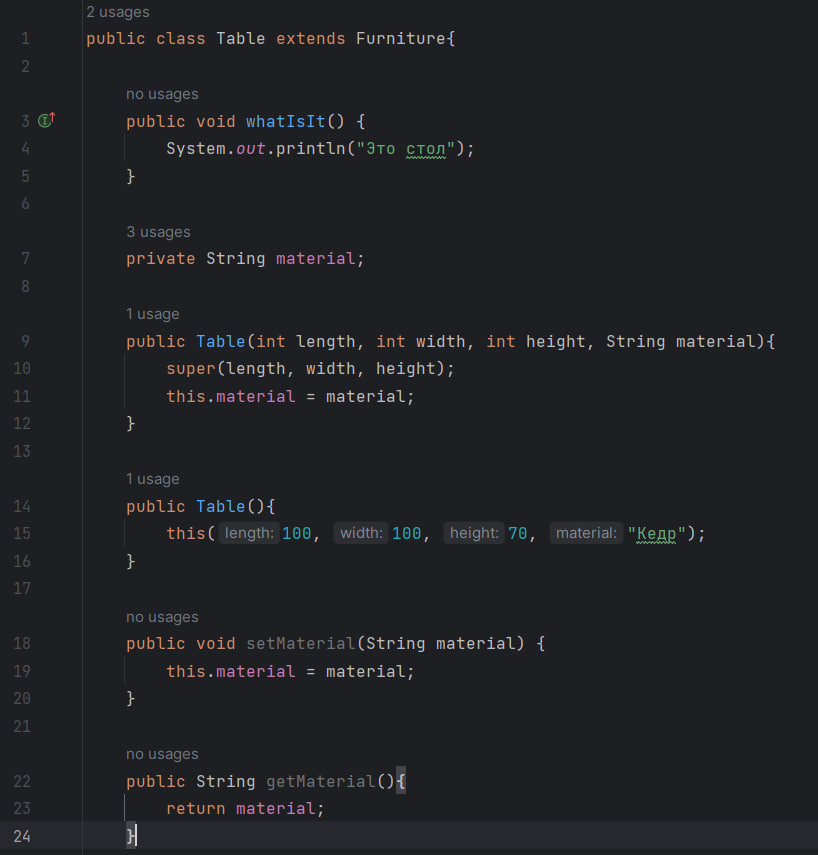 2 usages
1 public class Table extends Furniture{
2
no usages
3 public void whatIsIt() {
4 System.out.println("Это стол");
5 }
6
3 usages
7 private String material;
8
1 usage
9 public Table(int length, int width, int height, String material){
10 super(length, width, height);
11 this.material = material;
12 }
13
1 usage
14 public Table(){
15 this( length: 100, width: 100, height: 70, material: "Кедр");
16 }
17
no usages
18 public void setMaterial(String material) {
19 this.material = material;
20 }
21
no usages
22 public String getMaterial(){
23 return material;
24 }